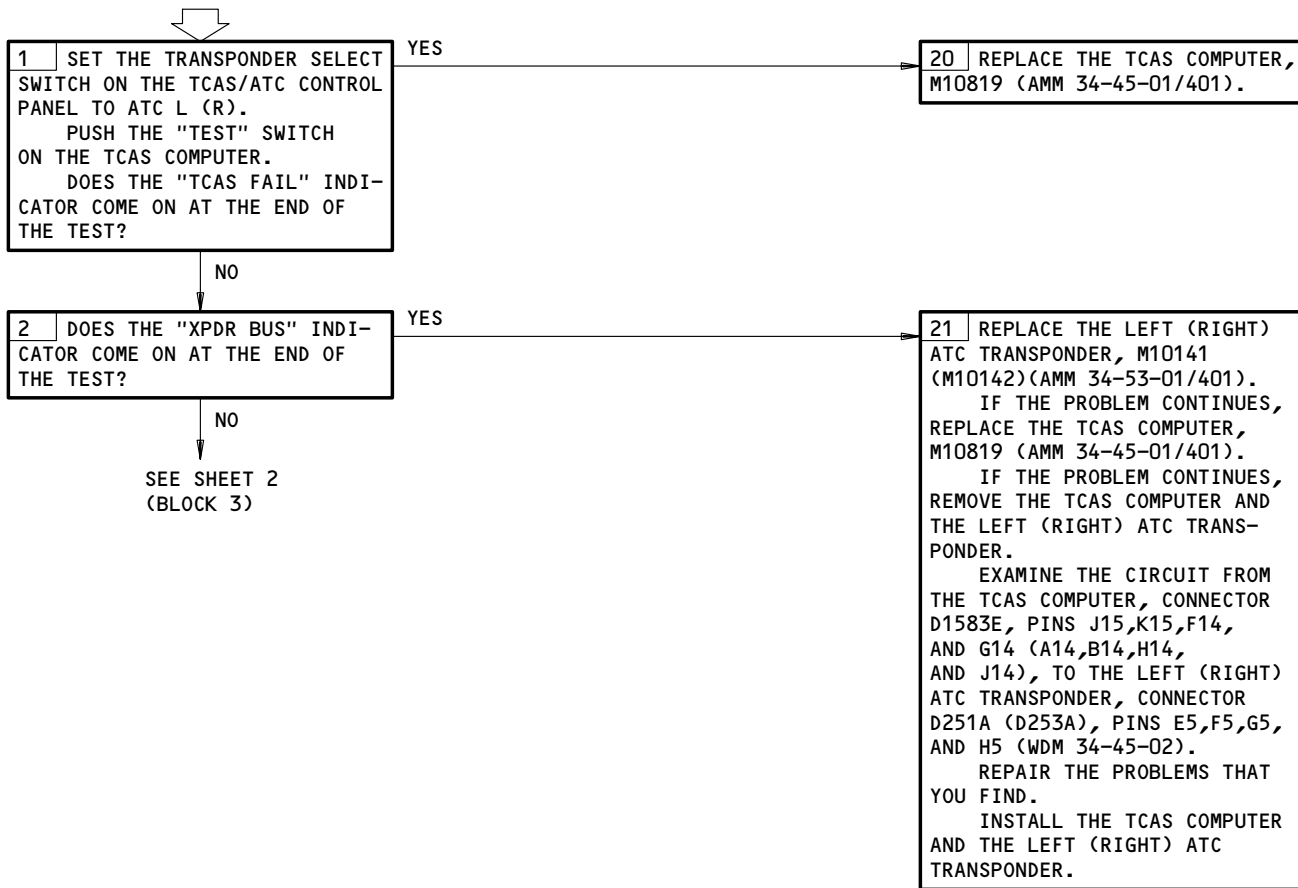 1 SET THE TRANSPONDER SELECT
SWITCH ON THE TCAS/ATC CONTROL
PANEL TO ATC L (R).
PUSH THE "TEST" SWITCH
ON THE TCAS COMPUTER.
DOES THE "TCAS FAIL" INDI-
CATOR COME ON AT THE END OF
THE TEST?
YES
20 REPLACE THE TCAS COMPUTER,
M10819 (AMM 34-45-01/401).
NO
2 DOES THE "XPDR BUS" INDI-
CATOR COME ON AT THE END OF
THE TEST?
YES
21 REPLACE THE LEFT (RIGHT)
ATC TRANSPONDER, M10141
(M10142)(AMM 34-53-01/401).
IF THE PROBLEM CONTINUES,
REPLACE THE TCAS COMPUTER,
M10819 (AMM 34-45-01/401).
IF THE PROBLEM CONTINUES,
REMOVE THE TCAS COMPUTER AND
THE LEFT (RIGHT) ATC TRANS-
PONDER.
EXAMINE THE CIRCUIT FROM
THE TCAS COMPUTER, CONNECTOR
D1583E, PINS J15,K15,F14,
AND G14 (A14,B14,H14,
AND J14), TO THE LEFT (RIGHT)
ATC TRANSPONDER, CONNECTOR
D251A (D253A), PINS E5,F5,G5,
AND H5 (WDM 34-45-02).
REPAIR THE PROBLEMS THAT
YOU FIND.
INSTALL THE TCAS COMPUTER
AND THE LEFT (RIGHT) ATC
TRANSPONDER.
NO
SEE SHEET 2
(BLOCK 3)